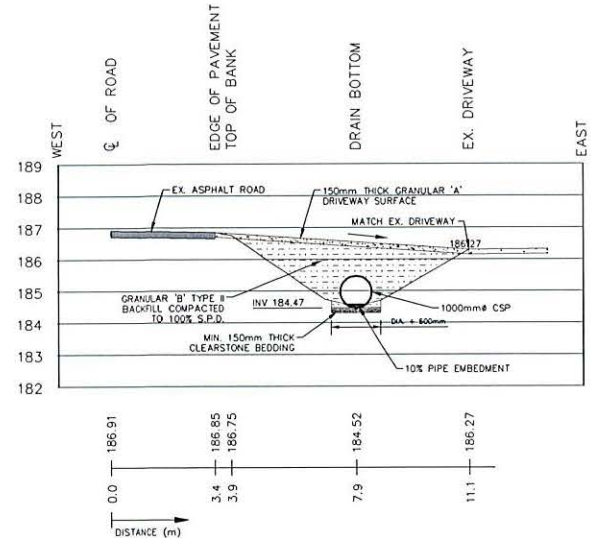 WEST
℄ OF ROAD
EDGE OF PAVEMENT
TOP OF BANK
DRAIN BOTTOM
EX. DRIVEWAY
EAST
189
188
187
186
185
184
183
182
EX. ASPHALT ROAD
150mm THICK GRANULAR 'A'
DRIVEWAY SURFACE
MATCH EX. DRIVEWAY
186.27
GRANULAR 'B' TYPE II
BACKFILL COMPACTED
TO 100% S.P.D.
INV 184.47
1000mmø CSP
DIA. + 600mm
MIN. 150mm THICK
CLEARSTONE BEDDING
10% PIPE EMBEDMENT
186.91
186.85
186.75
184.52
186.27
0.0
3.4
3.9
7.9
11.1
DISTANCE (m)